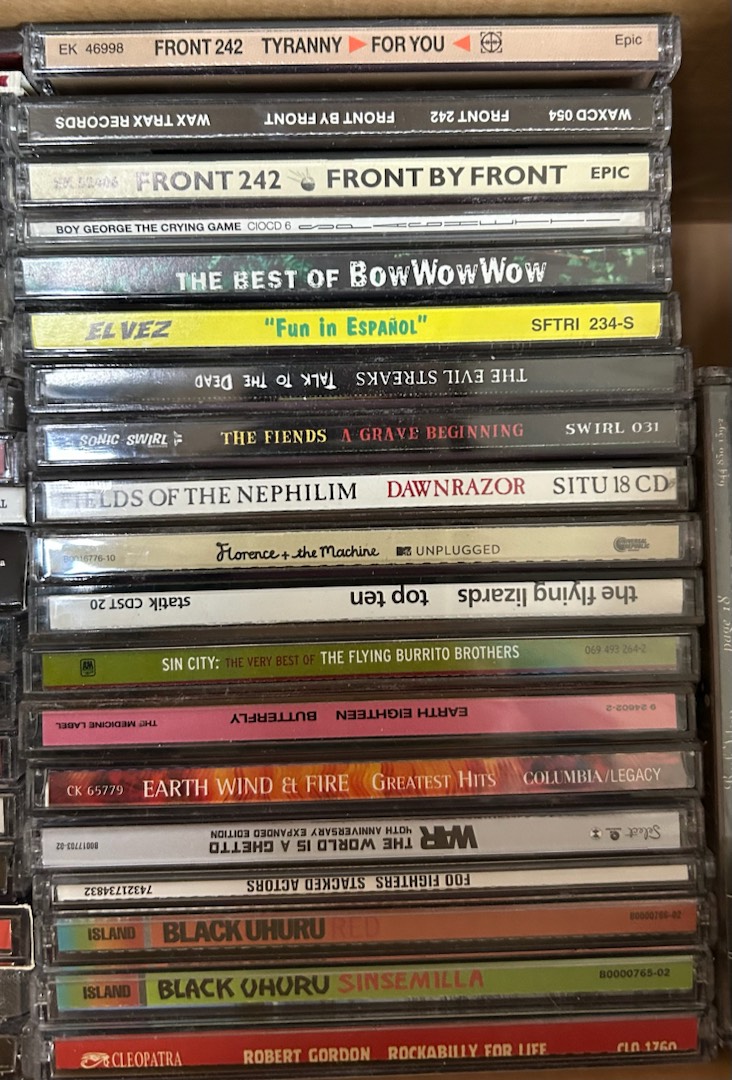 EK 46998 FRONT 242 TYRANNY ▶ FOR YOU ◀ Epic
WAX TRAX RECORDS FRONT BY FRONT FRONT 242 WAXCD 054
FRONT 242 FRONT BY FRONT EPIC
BOY GEORGE THE CRYING GAME CIOCD 6
THE BEST OF BOWWOWWOW
EL VEZ "Fun in ESPAÑOL" SFTRI 234-S
THE EVIL STREAKS TALK TO THE DEAD
SONIC SWIRL THE FIENDS A GRAVE BEGINNING SWIRL 031
FIELDS OF THE NEPHILIM DAWNRAZOR SITU 18 CD
B0016776-10 Florence + the Machine MTV UNPLUGGED
the flying lizards top ten statik CDST 20
A&M SIN CITY: THE VERY BEST OF THE FLYING BURRITO BROTHERS 069 493 264-2
9 24602-2 EARTH EIGHTEEN BUTTERFLY THE MEDICINE LABEL
CK 65779 EARTH WIND & FIRE GREATEST HITS COLUMBIA/LEGACY
Select WAR THE WORLD IS A GHETTO 40TH ANNIVERSARY EXPANDED EDITION B0017703-02
FOO FIGHTERS STACKED ACTORS 74321734832
ISLAND BLACK UHURU RED B0000766-02
ISLAND BLACK UHURU SINSEMILLA B0000765-02
CLEOPATRA ROBERT GORDON ROCKABILLY FOR LIFE CLO 1760